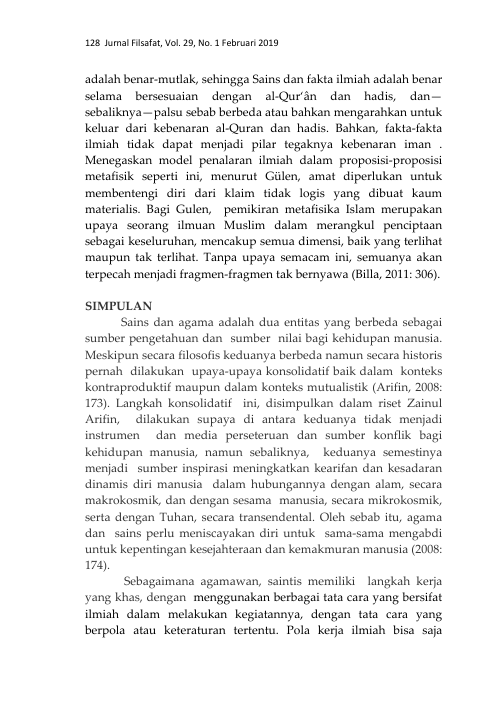 128 Jurnal Filsafat, Vol. 29, No. 1 Februari 2019
adalah benar-mutlak, sehingga Sains dan fakta ilmiah adalah benar
selama bersesuaian dengan al-Qur‘ân dan hadis, dan—
sebaliknya—palsu sebab berbeda atau bahkan mengarahkan untuk
keluar dari kebenaran al-Quran dan hadis. Bahkan, fakta-fakta
ilmiah tidak dapat menjadi pilar tegaknya kebenaran iman .
Menegaskan model penalaran ilmiah dalam proposisi-proposisi
metafisik seperti ini, menurut Gülen, amat diperlukan untuk
membentengi diri dari klaim tidak logis yang dibuat kaum
materialis. Bagi Gulen, pemikiran metafisika Islam merupakan
upaya seorang ilmuan Muslim dalam merangkul penciptaan
sebagai keseluruhan, mencakup semua dimensi, baik yang terlihat
maupun tak terlihat. Tanpa upaya semacam ini, semuanya akan
terpecah menjadi fragmen-fragmen tak bernyawa (Billa, 2011: 306).
SIMPULAN
Sains dan agama adalah dua entitas yang berbeda sebagai
sumber pengetahuan dan sumber nilai bagi kehidupan manusia.
Meskipun secara filosofis keduanya berbeda namun secara historis
pernah dilakukan upaya-upaya konsolidatif baik dalam konteks
kontraproduktif maupun dalam konteks mutualistik (Arifin, 2008:
173). Langkah konsolidatif ini, disimpulkan dalam riset Zainul
Arifin, dilakukan supaya di antara keduanya tidak menjadi
instrumen dan media perseteruan dan sumber konflik bagi
kehidupan manusia, namun sebaliknya, keduanya semestinya
menjadi sumber inspirasi meningkatkan kearifan dan kesadaran
dinamis diri manusia dalam hubungannya dengan alam, secara
makrokosmik, dan dengan sesama manusia, secara mikrokosmik,
serta dengan Tuhan, secara transendental. Oleh sebab itu, agama
dan sains perlu meniscayakan diri untuk sama-sama mengabdi
untuk kepentingan kesejahteraan dan kemakmuran manusia (2008:
174).
Sebagaimana agamawan, saintis memiliki langkah kerja
yang khas, dengan menggunakan berbagai tata cara yang bersifat
ilmiah dalam melakukan kegiatannya, dengan tata cara yang
berpola atau keteraturan tertentu. Pola kerja ilmiah bisa saja